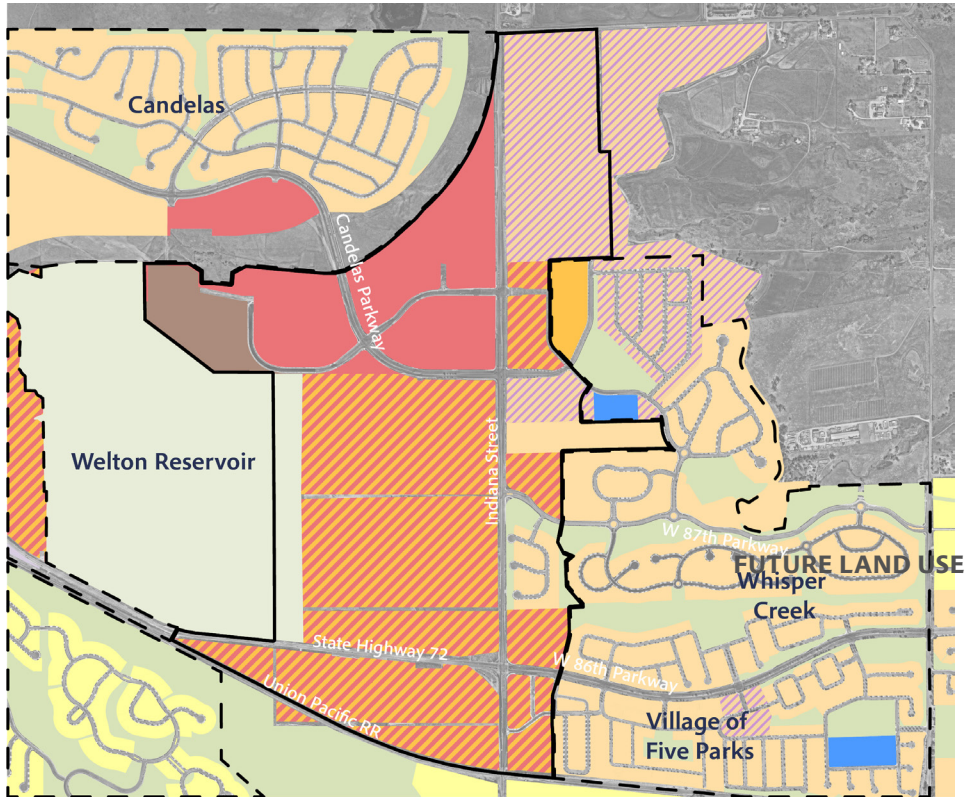 Candelas
Candelas Parkway
Welton Reservoir
Indiana Street
W 87th Parkway
FUTURE LAND USE
Whisper
Creek
State Highway 72
W 86th Parkway
Union Pacific RR
Village of
Five Parks